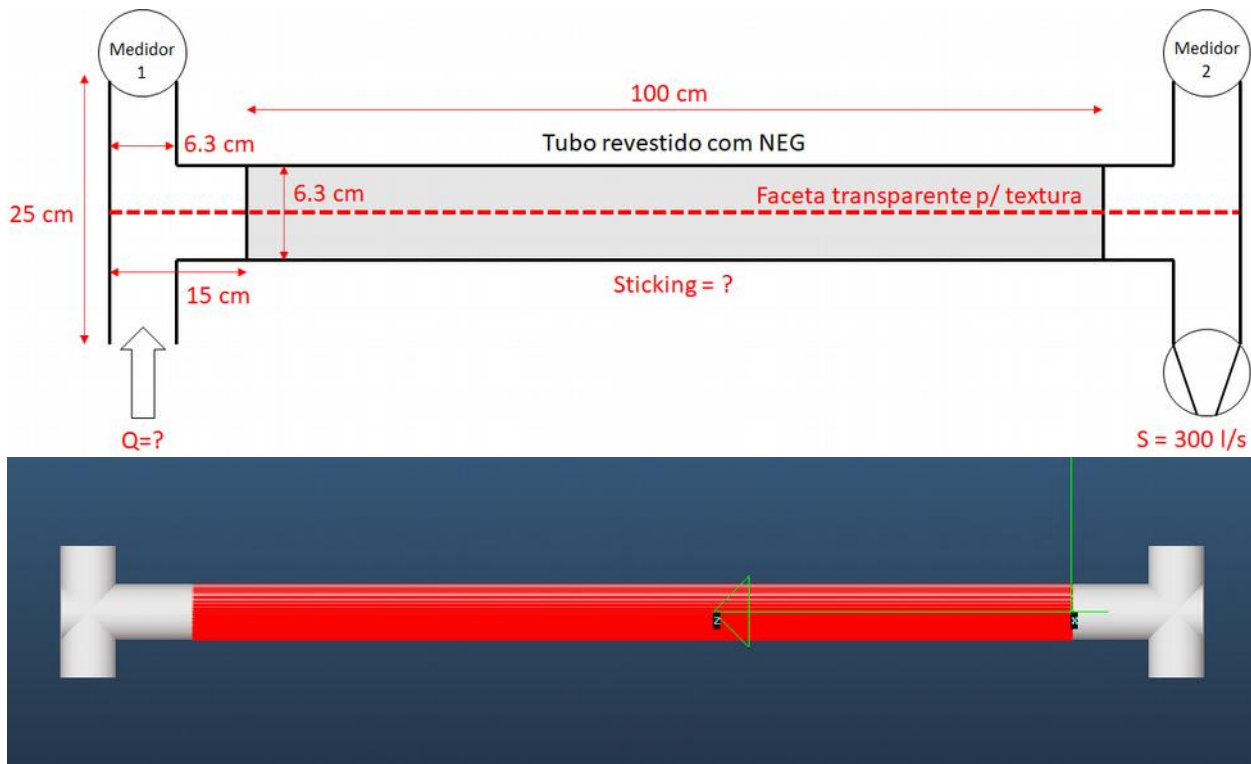 Medidor
1
Medidor
2
100 cm
6.3 cm
Tubo revestido com NEG
25 cm
6.3 cm
Faceta transparente p/ textura
15 cm
Sticking = ?
Q=?
S = 300 l/s
Z
X